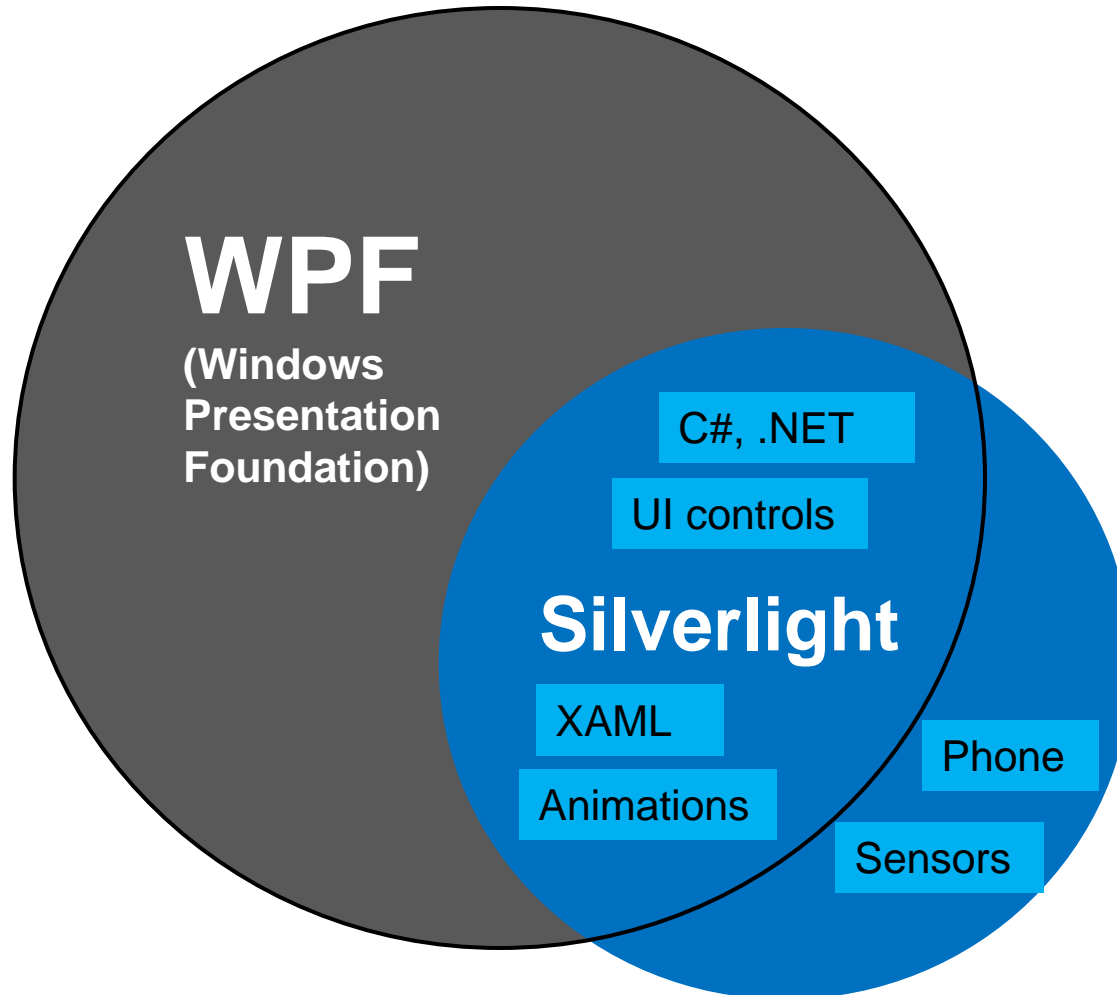 WPF
(Windows
Presentation
Foundation)
C#, .NET
UI controls
Silverlight
XAML
Animations
Phone
Sensors